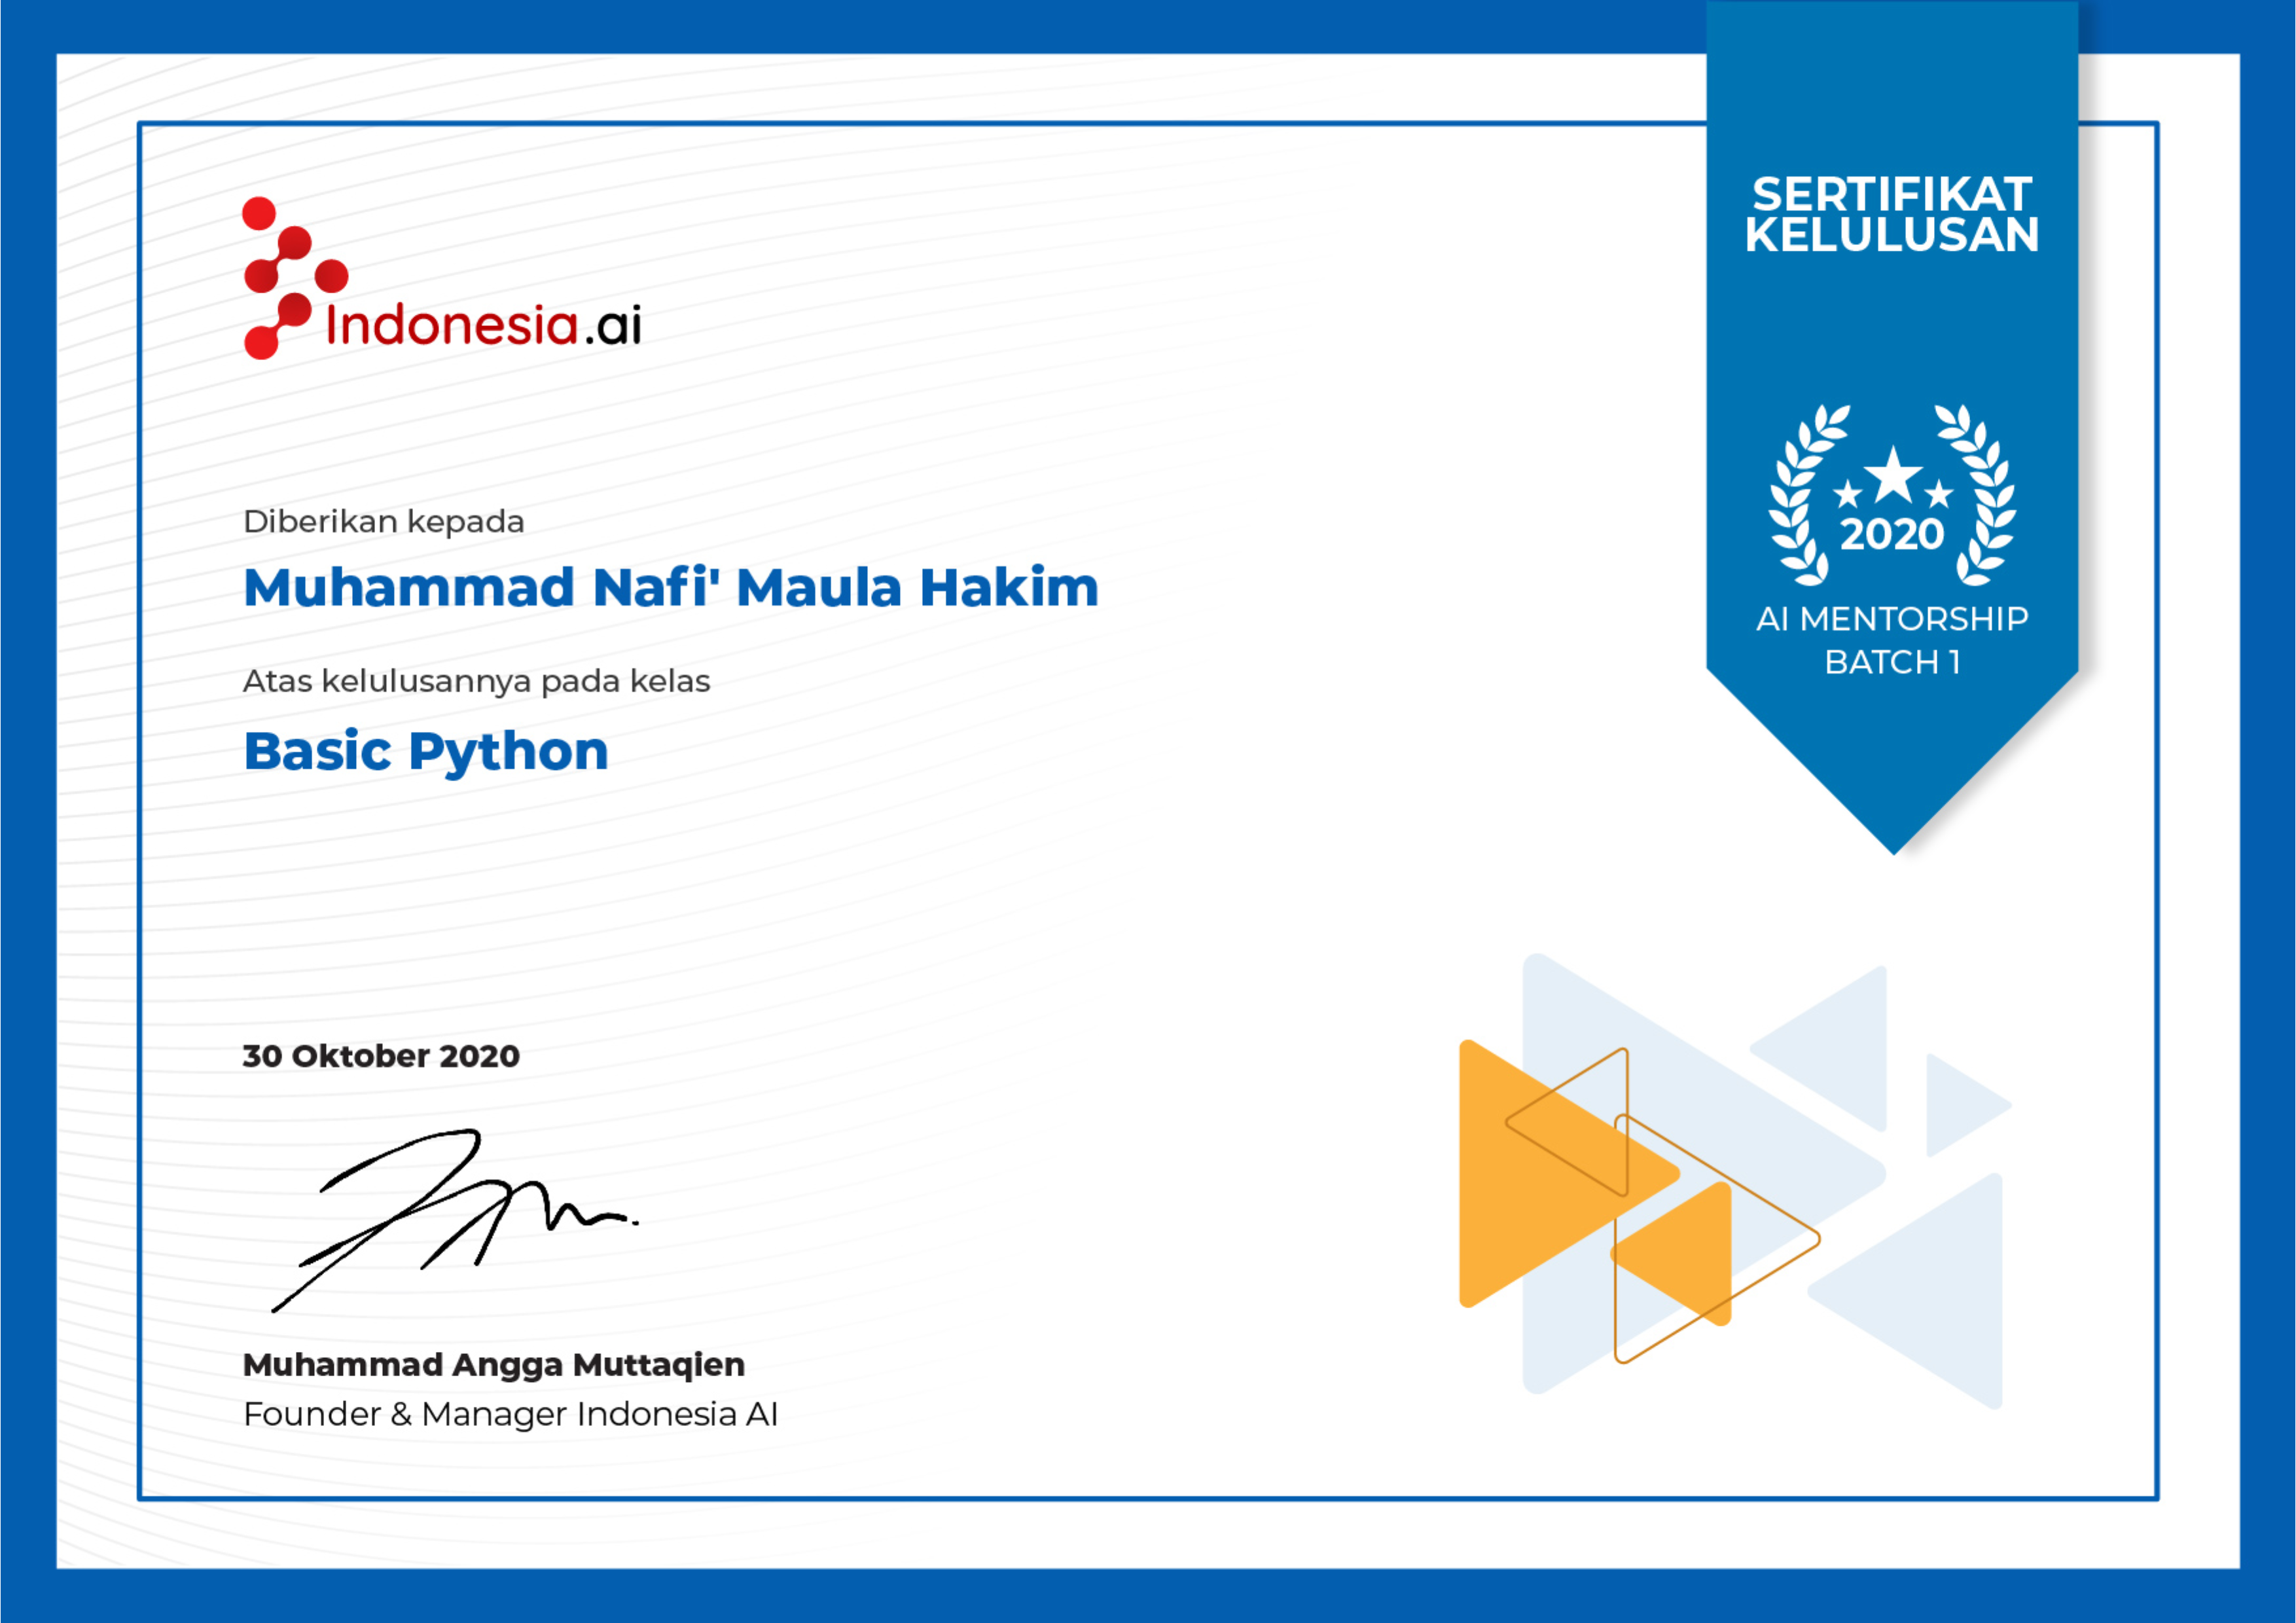 SERTIFIKAT
KELULUSAN
Indonesia.ai
2020
AI MENTORSHIP
BATCH 1
Diberikan kepada
Muhammad Nafi' Maula Hakim
Atas kelulusannya pada kelas
Basic Python
30 Oktober 2020
Muhammad Angga Muttaqien
Founder & Manager Indonesia AI